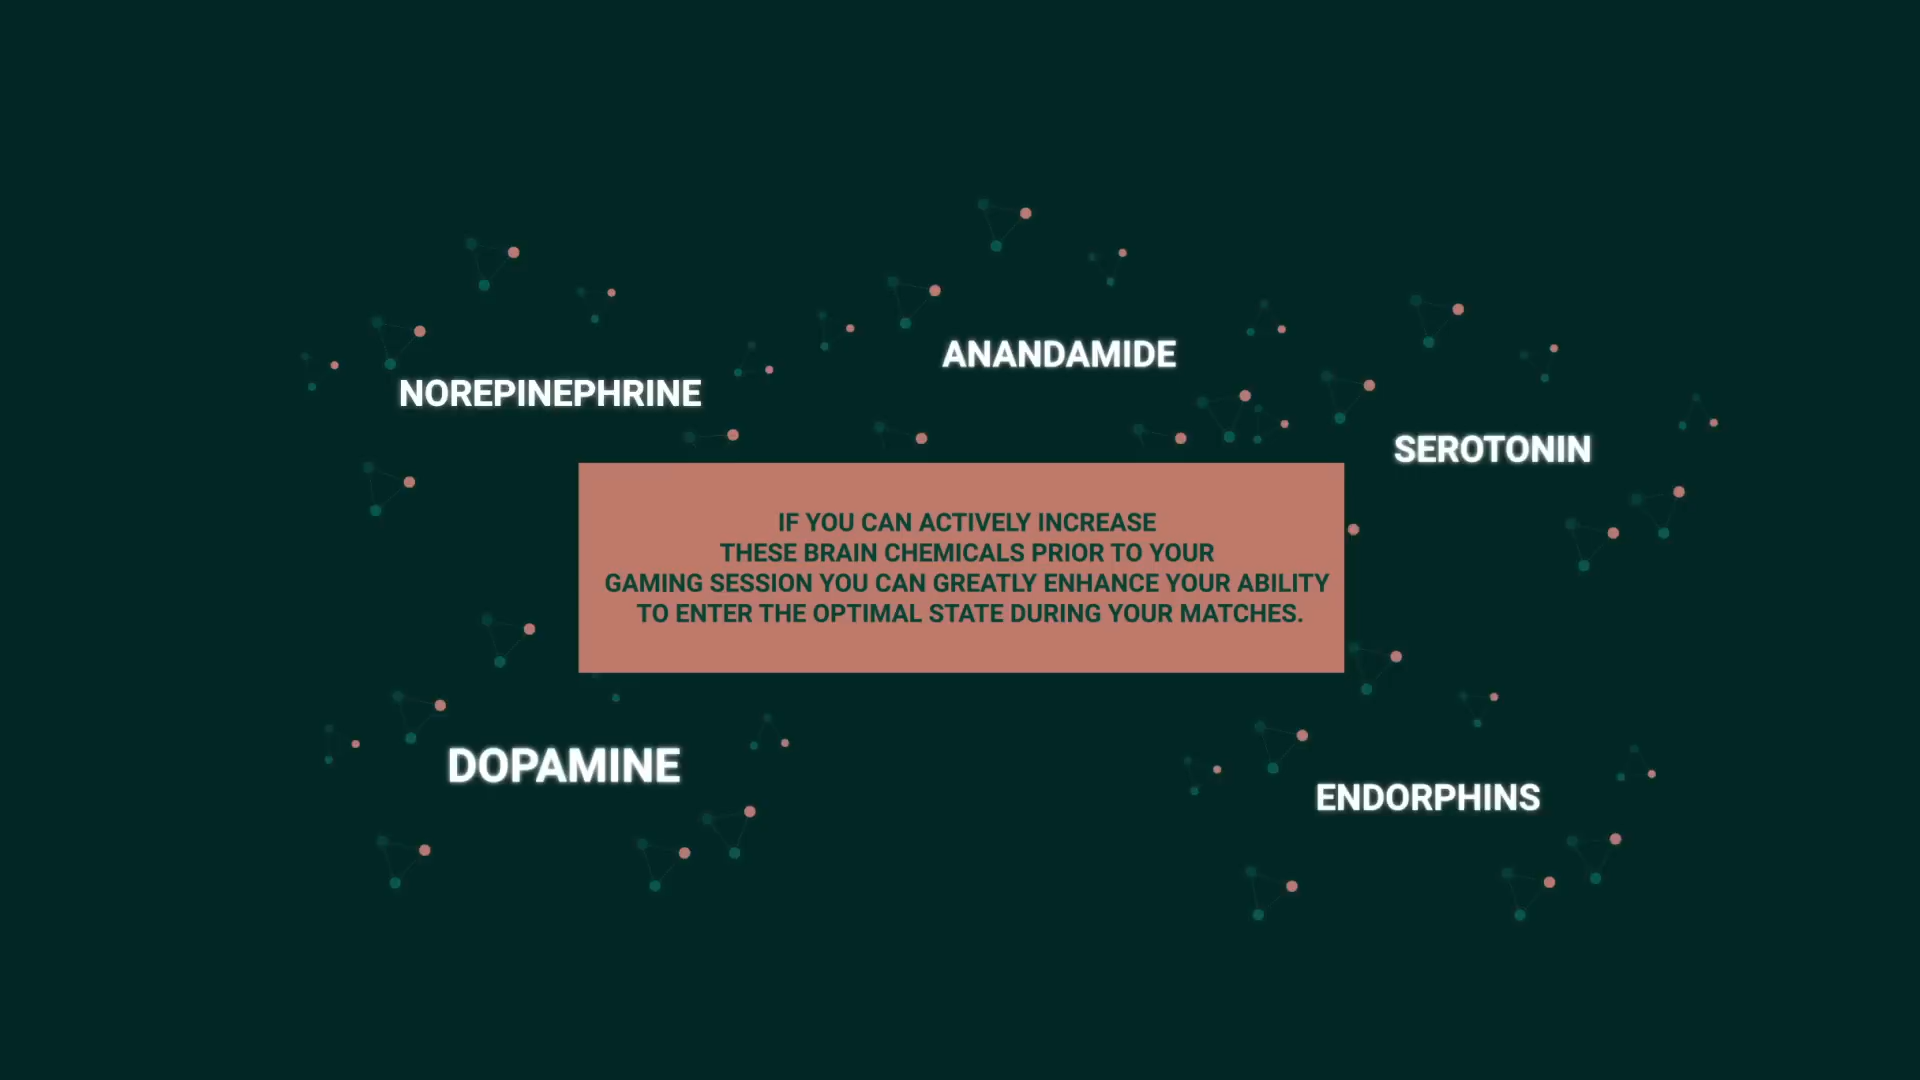 ANANDAMIDE
NOREPINEPHRINE
SEROTONIN
IF YOU CAN ACTIVELY INCREASE
THESE BRAIN CHEMICALS PRIOR TO YOUR
GAMING SESSION YOU CAN GREATLY ENHANCE YOUR ABILITY
TO ENTER THE OPTIMAL STATE DURING YOUR MATCHES.
DOPAMINE
ENDORPHINS